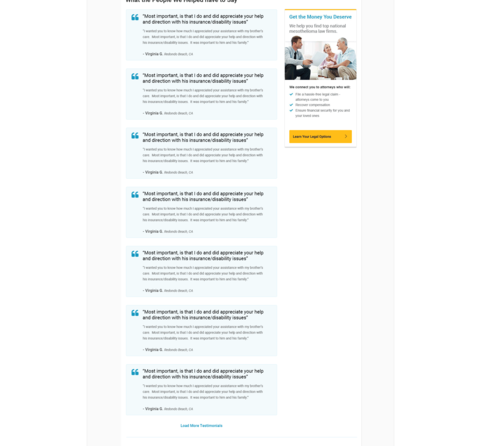 What the People We Helped have to Say
"Most important, is that I do and did appreciate your help
and direction with his insurance/disability issues"
"I wanted you to know how much I appreciated your assistance with my brother's
care. Most important, is that I do and did appreciate your help and direction with
his insurance/disability issues. It was so important to him and his family."
- Virginia G. Redondo Beach, CA
"Most important, is that I do and did appreciate your help
and direction with his insurance/disability issues"
"I wanted you to know how much I appreciated your assistance with my brother's
care. Most important, is that I do and did appreciate your help and direction with
his insurance/disability issues. It was so important to him and his family."
- Virginia G. Redondo Beach, CA
"Most important, is that I do and did appreciate your help
and direction with his insurance/disability issues"
"I wanted you to know how much I appreciated your assistance with my brother's
care. Most important, is that I do and did appreciate your help and direction with
his insurance/disability issues. It was so important to him and his family."
- Virginia G. Redondo Beach, CA
"Most important, is that I do and did appreciate your help
and direction with his insurance/disability issues"
"I wanted you to know how much I appreciated your assistance with my brother's
care. Most important, is that I do and did appreciate your help and direction with
his insurance/disability issues. It was so important to him and his family."
- Virginia G. Redondo Beach, CA
"Most important, is that I do and did appreciate your help
and direction with his insurance/disability issues"
"I wanted you to know how much I appreciated your assistance with my brother's
care. Most important, is that I do and did appreciate your help and direction with
his insurance/disability issues. It was so important to him and his family."
- Virginia G. Redondo Beach, CA
"Most important, is that I do and did appreciate your help
and direction with his insurance/disability issues"
"I wanted you to know how much I appreciated your assistance with my brother's
care. Most important, is that I do and did appreciate your help and direction with
his insurance/disability issues. It was so important to him and his family."
- Virginia G. Redondo Beach, CA
"Most important, is that I do and did appreciate your help
and direction with his insurance/disability issues"
"I wanted you to know how much I appreciated your assistance with my brother's
care. Most important, is that I do and did appreciate your help and direction with
his insurance/disability issues. It was so important to him and his family."
- Virginia G. Redondo Beach, CA
Load More Testimonials
Get the Money You Deserve
We help you find top national
mesothelioma law firms.
We connect you to attorneys who will:
File a hassle-free legal claim -
attorneys come to you
Recover compensation
Ensure financial security for you and
your loved ones
Learn Your Legal Options